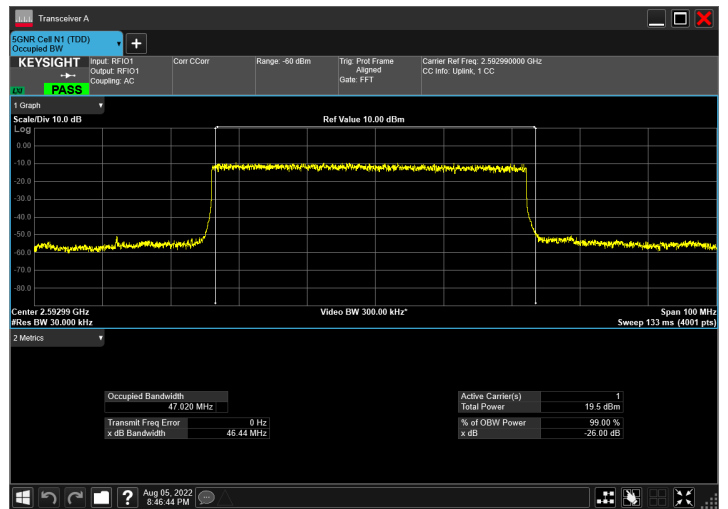 Transceiver A
5GNR Cell N1 (TDD)
Occupied BW
KEYSIGHT
LXI
PASS
Input: RFIO1
Output: RFIO1
Coupling: AC
Corr CCorr
Range: -60 dBm
Trig: Prot Frame
Aligned
Gate: FFT
Carrier Ref Freq: 2.592990000 GHz
CC Info: Uplink, 1 CC
1 Graph
Scale/Div 10.0 dB
Ref Value 10.00 dBm
Log
0.00
-10.0
-20.0
-30.0
-40.0
-50.0
-60.0
-70.0
-80.0
Center 2.59299 GHz
Video BW 300.00 kHz*
Span 100 MHz
#Res BW 30.000 kHz
Sweep 133 ms (4001 pts)
2 Metrics
Occupied Bandwidth
47.020 MHz
Transmit Freq Error 0 Hz
x dB Bandwidth 46.44 MHz
Active Carrier(s) 1
Total Power 19.5 dBm
% of OBW Power 99.00 %
x dB -26.00 dB
?
Aug 05, 2022
8:46:44 PM